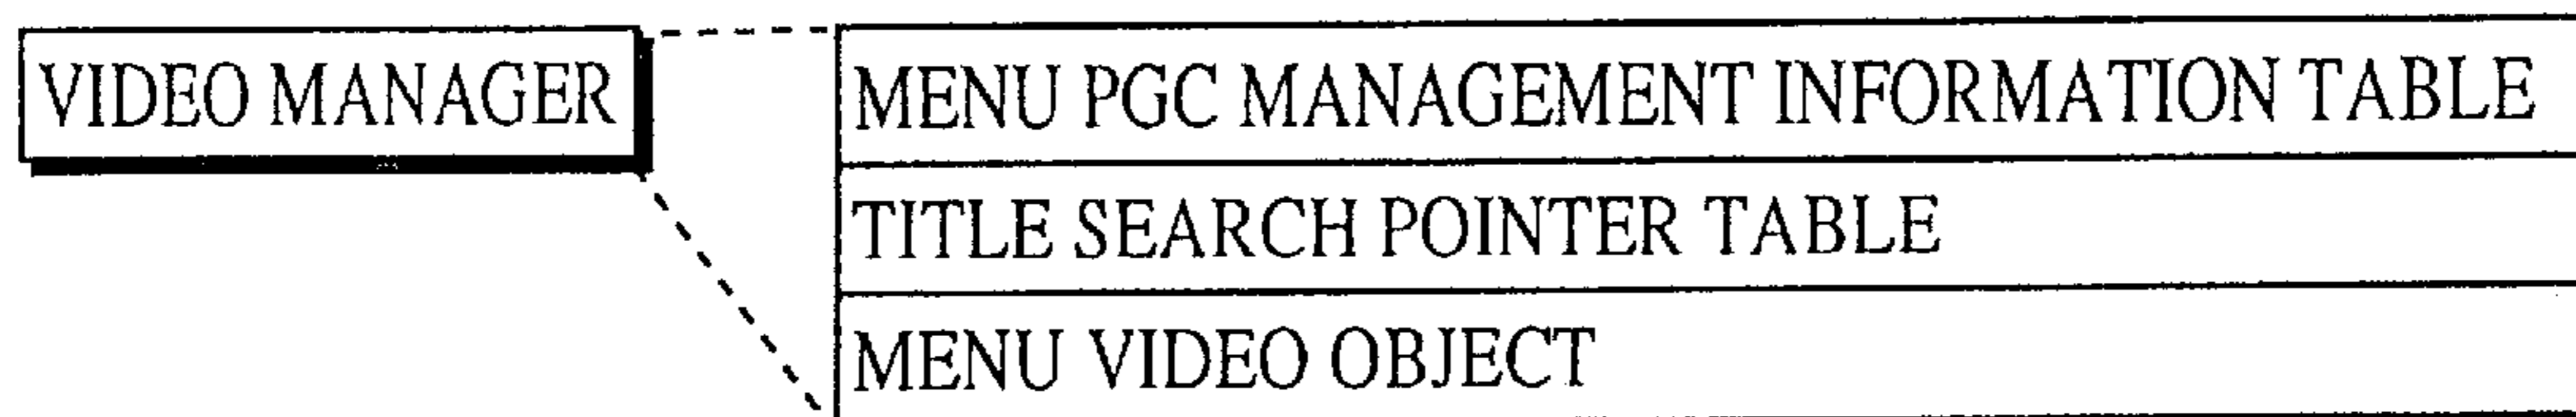 VIDEO MANAGER
MENU PGC MANAGEMENT INFORMATION TABLE
TITLE SEARCH POINTER TABLE
MENU VIDEO OBJECT